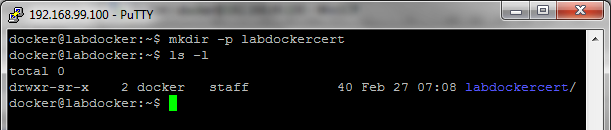 192.168.99.100 - PuTTY
docker@labdocker:~$ mkdir -p labdockercert
docker@labdocker:~$ ls -l
total 0
drwxr-sr-x    2 docker   staff           40 Feb 27 07:08 labdockercert/
docker@labdocker:~$